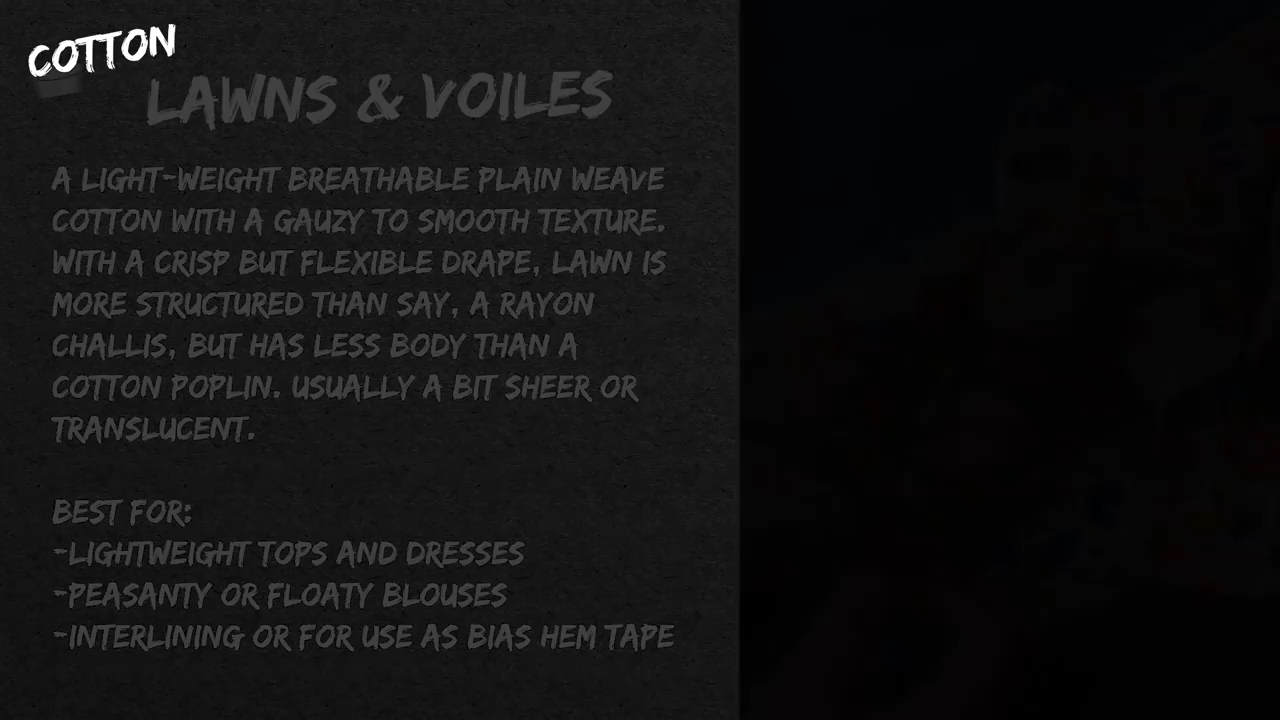 COTTON
LAWNS & VOILES
A LIGHT-WEIGHT BREATHABLE PLAIN WEAVE
COTTON WITH A GAUZY TO SMOOTH TEXTURE.
WITH A CRISP BUT FLEXIBLE DRAPE, LAWN IS
MORE STRUCTURED THAN SAY, A RAYON
CHALLIS, BUT HAS LESS BODY THAN A
COTTON POPLIN. USUALLY A BIT SHEER OR
TRANSLUCENT.
BEST FOR:
-LIGHTWEIGHT TOPS AND DRESSES
-PEASANTY OR FLOATY BLOUSES
-INTERLINING OR FOR USE AS BIAS HEM TAPE